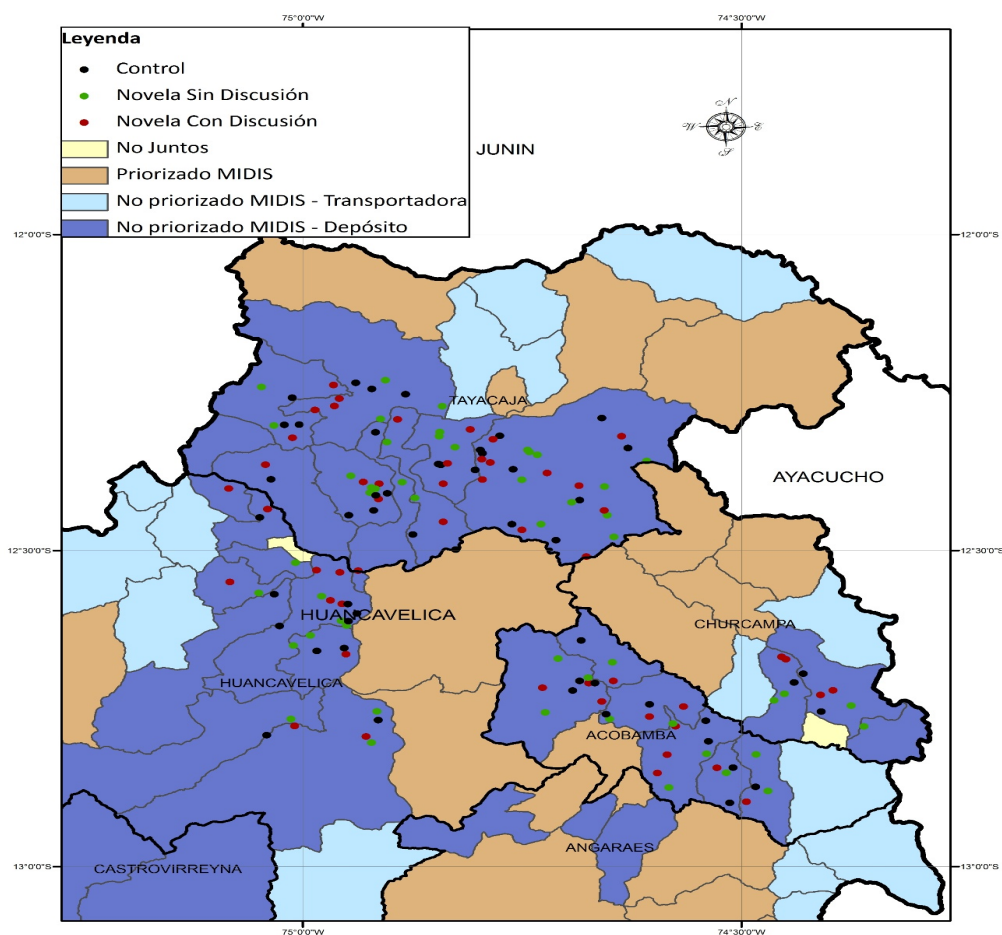 75°0'0"W
74°30'0"W
Leyenda
Control
Novela Sin Discusión
Novela Con Discusión
No Juntos
Priorizado MIDIS
No priorizado MIDIS - Transportadora
No priorizado MIDIS - Depósito
N
W E
S
JUNIN
12°0'0"S
12°0'0"S
TAYACAJA
AYACUCHO
12°30'0"S
12°30'0"S
HUANCAVELICA
CHURCAMPA
HUANCAVELICA
ACOBAMBA
ANGARAES
CASTROVIRREYNA
13°0'0"S
13°0'0"S
75°0'0"W
74°30'0"W